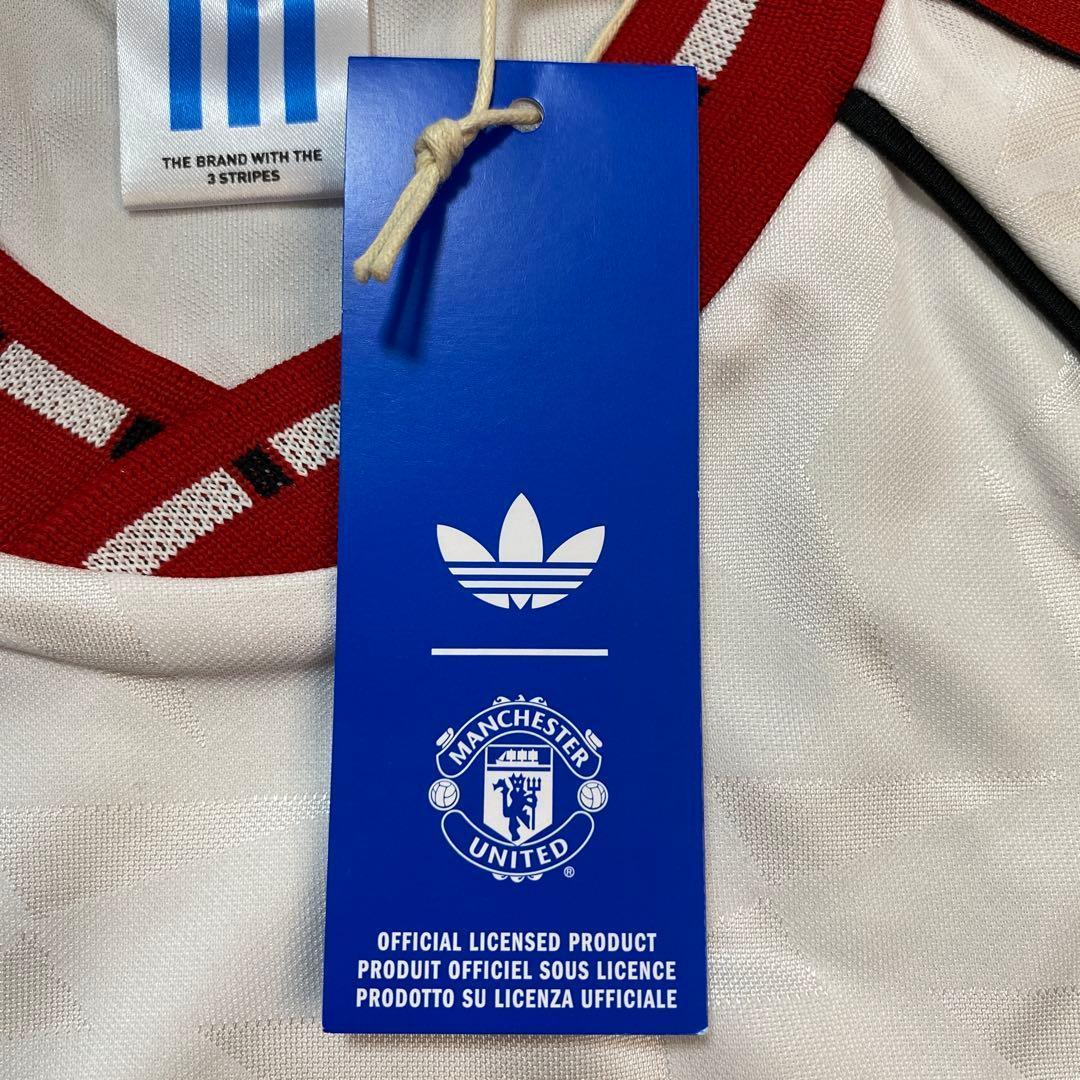 THE BRAND WITH THE
3 STRIPES
MANCHESTER
UNITED
®
OFFICIAL LICENSED PRODUCT
PRODUIT OFFICIEL SOUS LICENCE
PRODOTTO SU LICENZA UFFICIALE